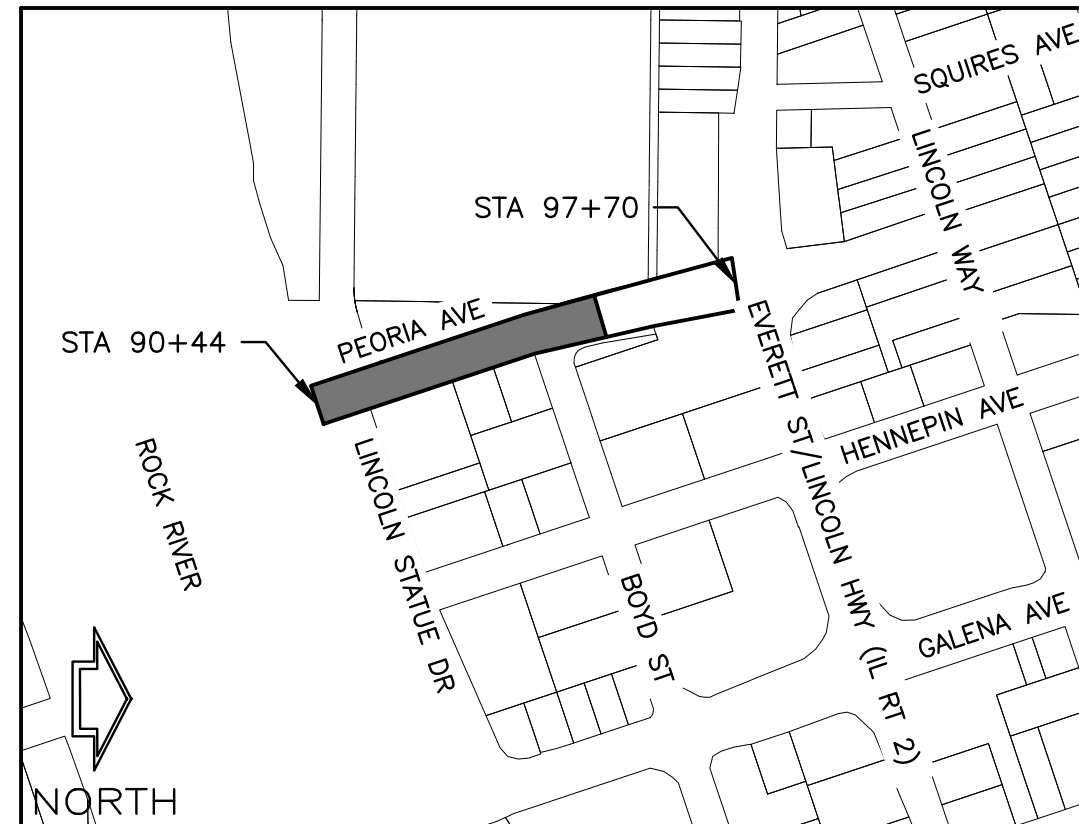 SQUIRES AVE
LINCOLN WAY
STA 97+70
PEORIA AVE
STA 90+44
EVERETT ST/LINCOLN HWY (IL RT 2)
HENNEPIN AVE
ROCK RIVER
LINCOLN STATUE DR
BOYD ST
GALENA AVE
NORTH